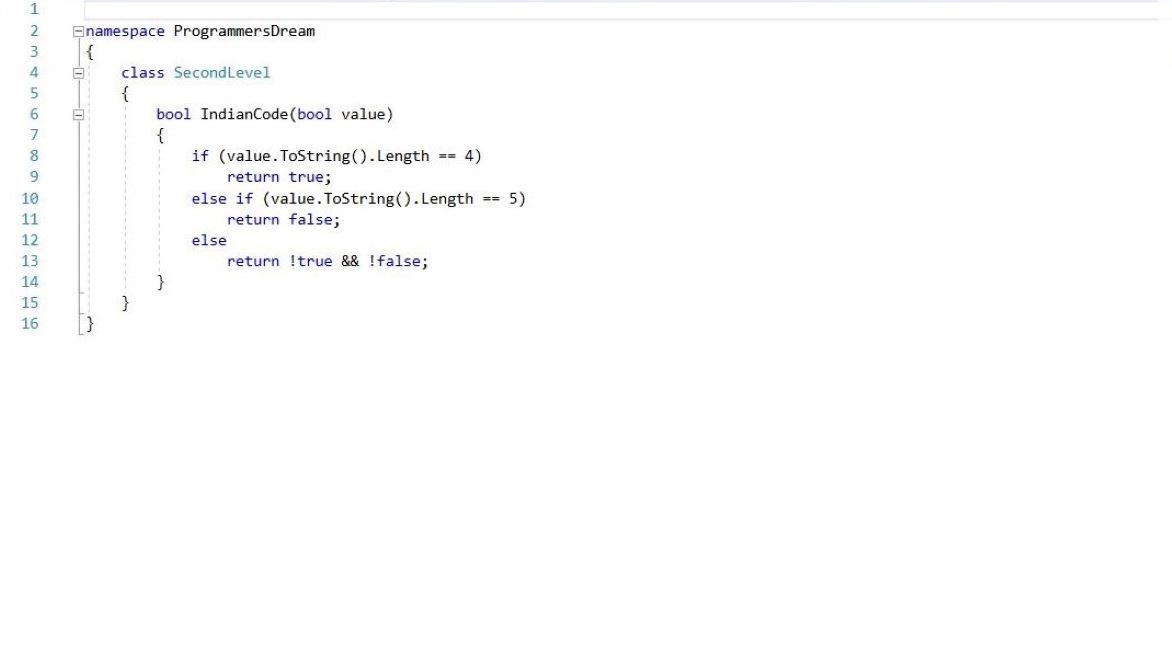 1
2 namespace ProgrammersDream
3 {
4 class SecondLevel
5 {
6 bool IndianCode(bool value)
7 {
8 if (value.ToString().Length == 4)
9 return true;
10 else if (value.ToString().Length == 5)
11 return false;
12 else
13 return !true && !false;
14 }
15 }
16 }